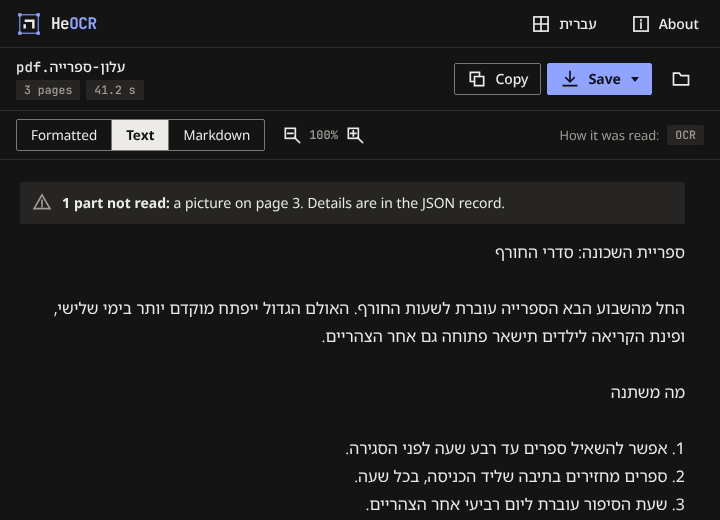 HeOCR
עברית
About
עלון-ספרייה.pdf
3 pages
41.2 s
Copy
Save
Formatted
Text
Markdown
100%
How it was read: OCR
1 part not read: a picture on page 3. Details are in the JSON record.
ספריית השכונה: סדרי החורף
החל מהשבוע הבא הספרייה עוברת לשעות החורף. האולם הגדול ייפתח מוקדם יותר בימי שלישי,
ופינת הקריאה לילדים תישאר פתוחה גם אחר הצהריים.
מה משתנה
1. אפשר להשאיל ספרים עד רבע שעה לפני הסגירה.
2. ספרים מחזירים בתיבה שליד הכניסה, בכל שעה.
3. שעת הסיפור עוברת ליום רביעי אחר הצהריים.